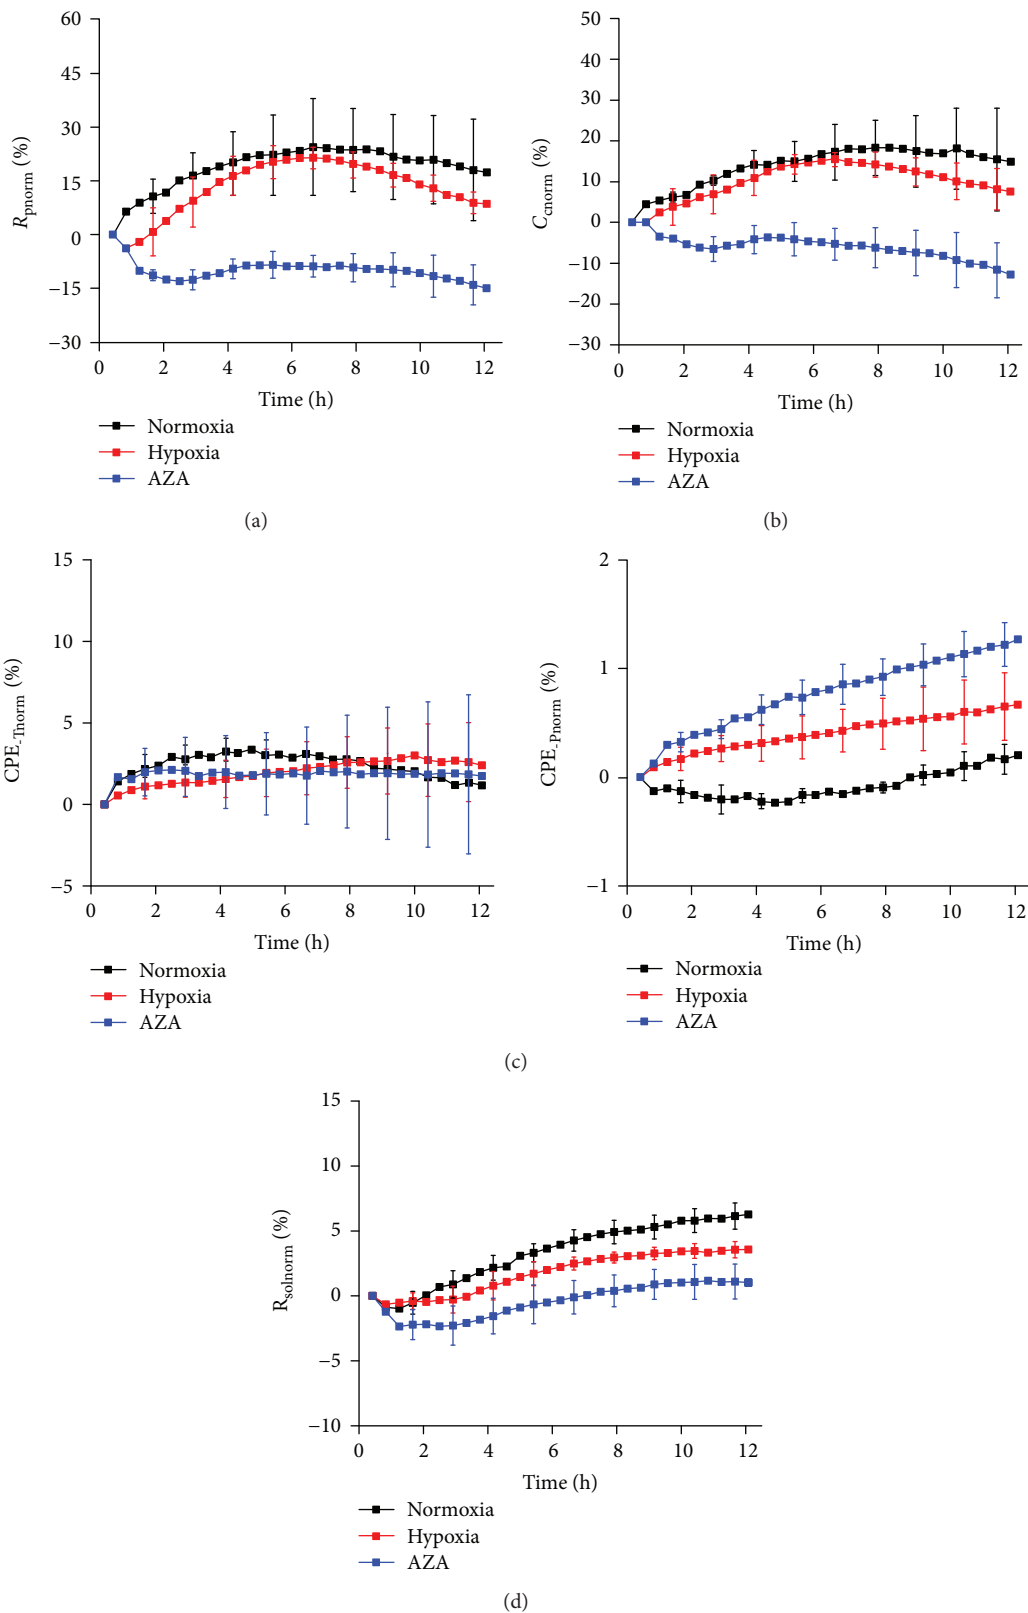 60
45
30
15
0
−15
−30
R_pnorm (%)
0 2 4 6 8 10 12
Time (h)
Normoxia
Hypoxia
AZA
(a)
50
40
30
20
10
0
−10
−20
−30
C_cnorm (%)
0 2 4 6 8 10 12
Time (h)
Normoxia
Hypoxia
AZA
(b)
15
10
5
0
−5
CPE_-Tnorm (%)
0 2 4 6 8 10 12
Time (h)
Normoxia
Hypoxia
AZA
2
1
0
−1
CPE_-Pnorm (%)
0 2 4 6 8 10 12
Time (h)
Normoxia
Hypoxia
AZA
(c)
15
10
5
0
−5
−10
R_solnorm (%)
0 2 4 6 8 10 12
Time (h)
Normoxia
Hypoxia
AZA
(d)